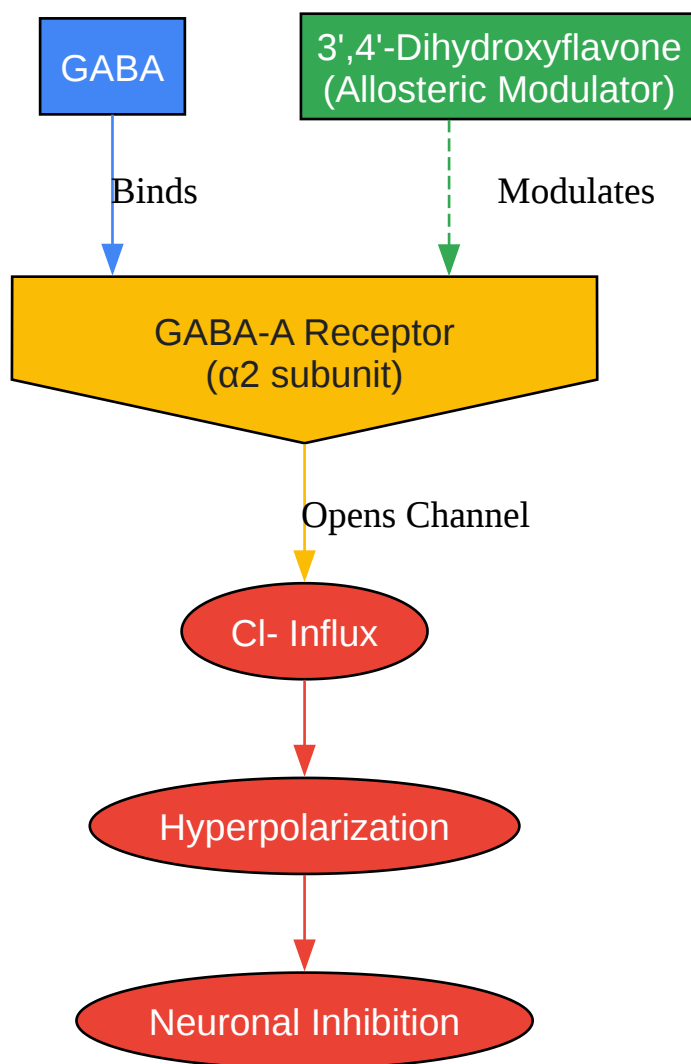 GABA
3',4'-Dihydroxyflavone
(Allosteric Modulator)
Binds
Modulates
GABA-A Receptor
(α2 subunit)
Opens Channel
Cl- Influx
Hyperpolarization
Neuronal Inhibition